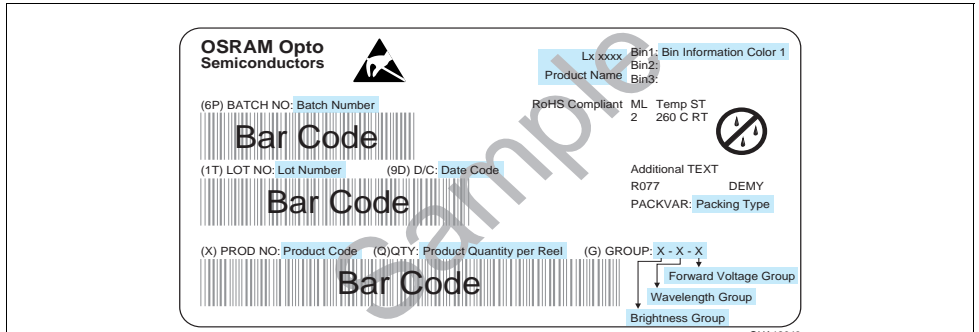 OSRAM Opto
Semiconductors
Lx xxxx
Product Name
Bin1: Bin Information Color 1
Bin2:
Bin3:
(6P) BATCH NO: Batch Number
Bar Code
RoHS Compliant ML Temp ST
2 260 C RT
(1T) LOT NO: Lot Number (9D) D/C: Date Code
Bar Code
Additional TEXT
R077 DEMY
PACKVAR: Packing Type
(X) PROD NO: Product Code (Q)QTY: Product Quantity per Reel (G) GROUP: X - X - X
Bar Code
Forward Voltage Group
Wavelength Group
Brightness Group
Sample